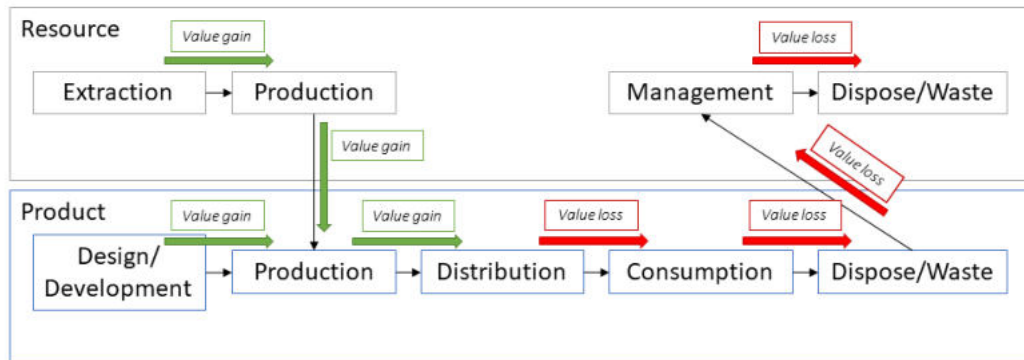 Resource
Value gain
Value loss
Extraction
Production
Management
Dispose/Waste
Value gain
Value loss
Product
Value gain
Value gain
Value loss
Value loss
Design/
Development
Production
Distribution
Consumption
Dispose/Waste